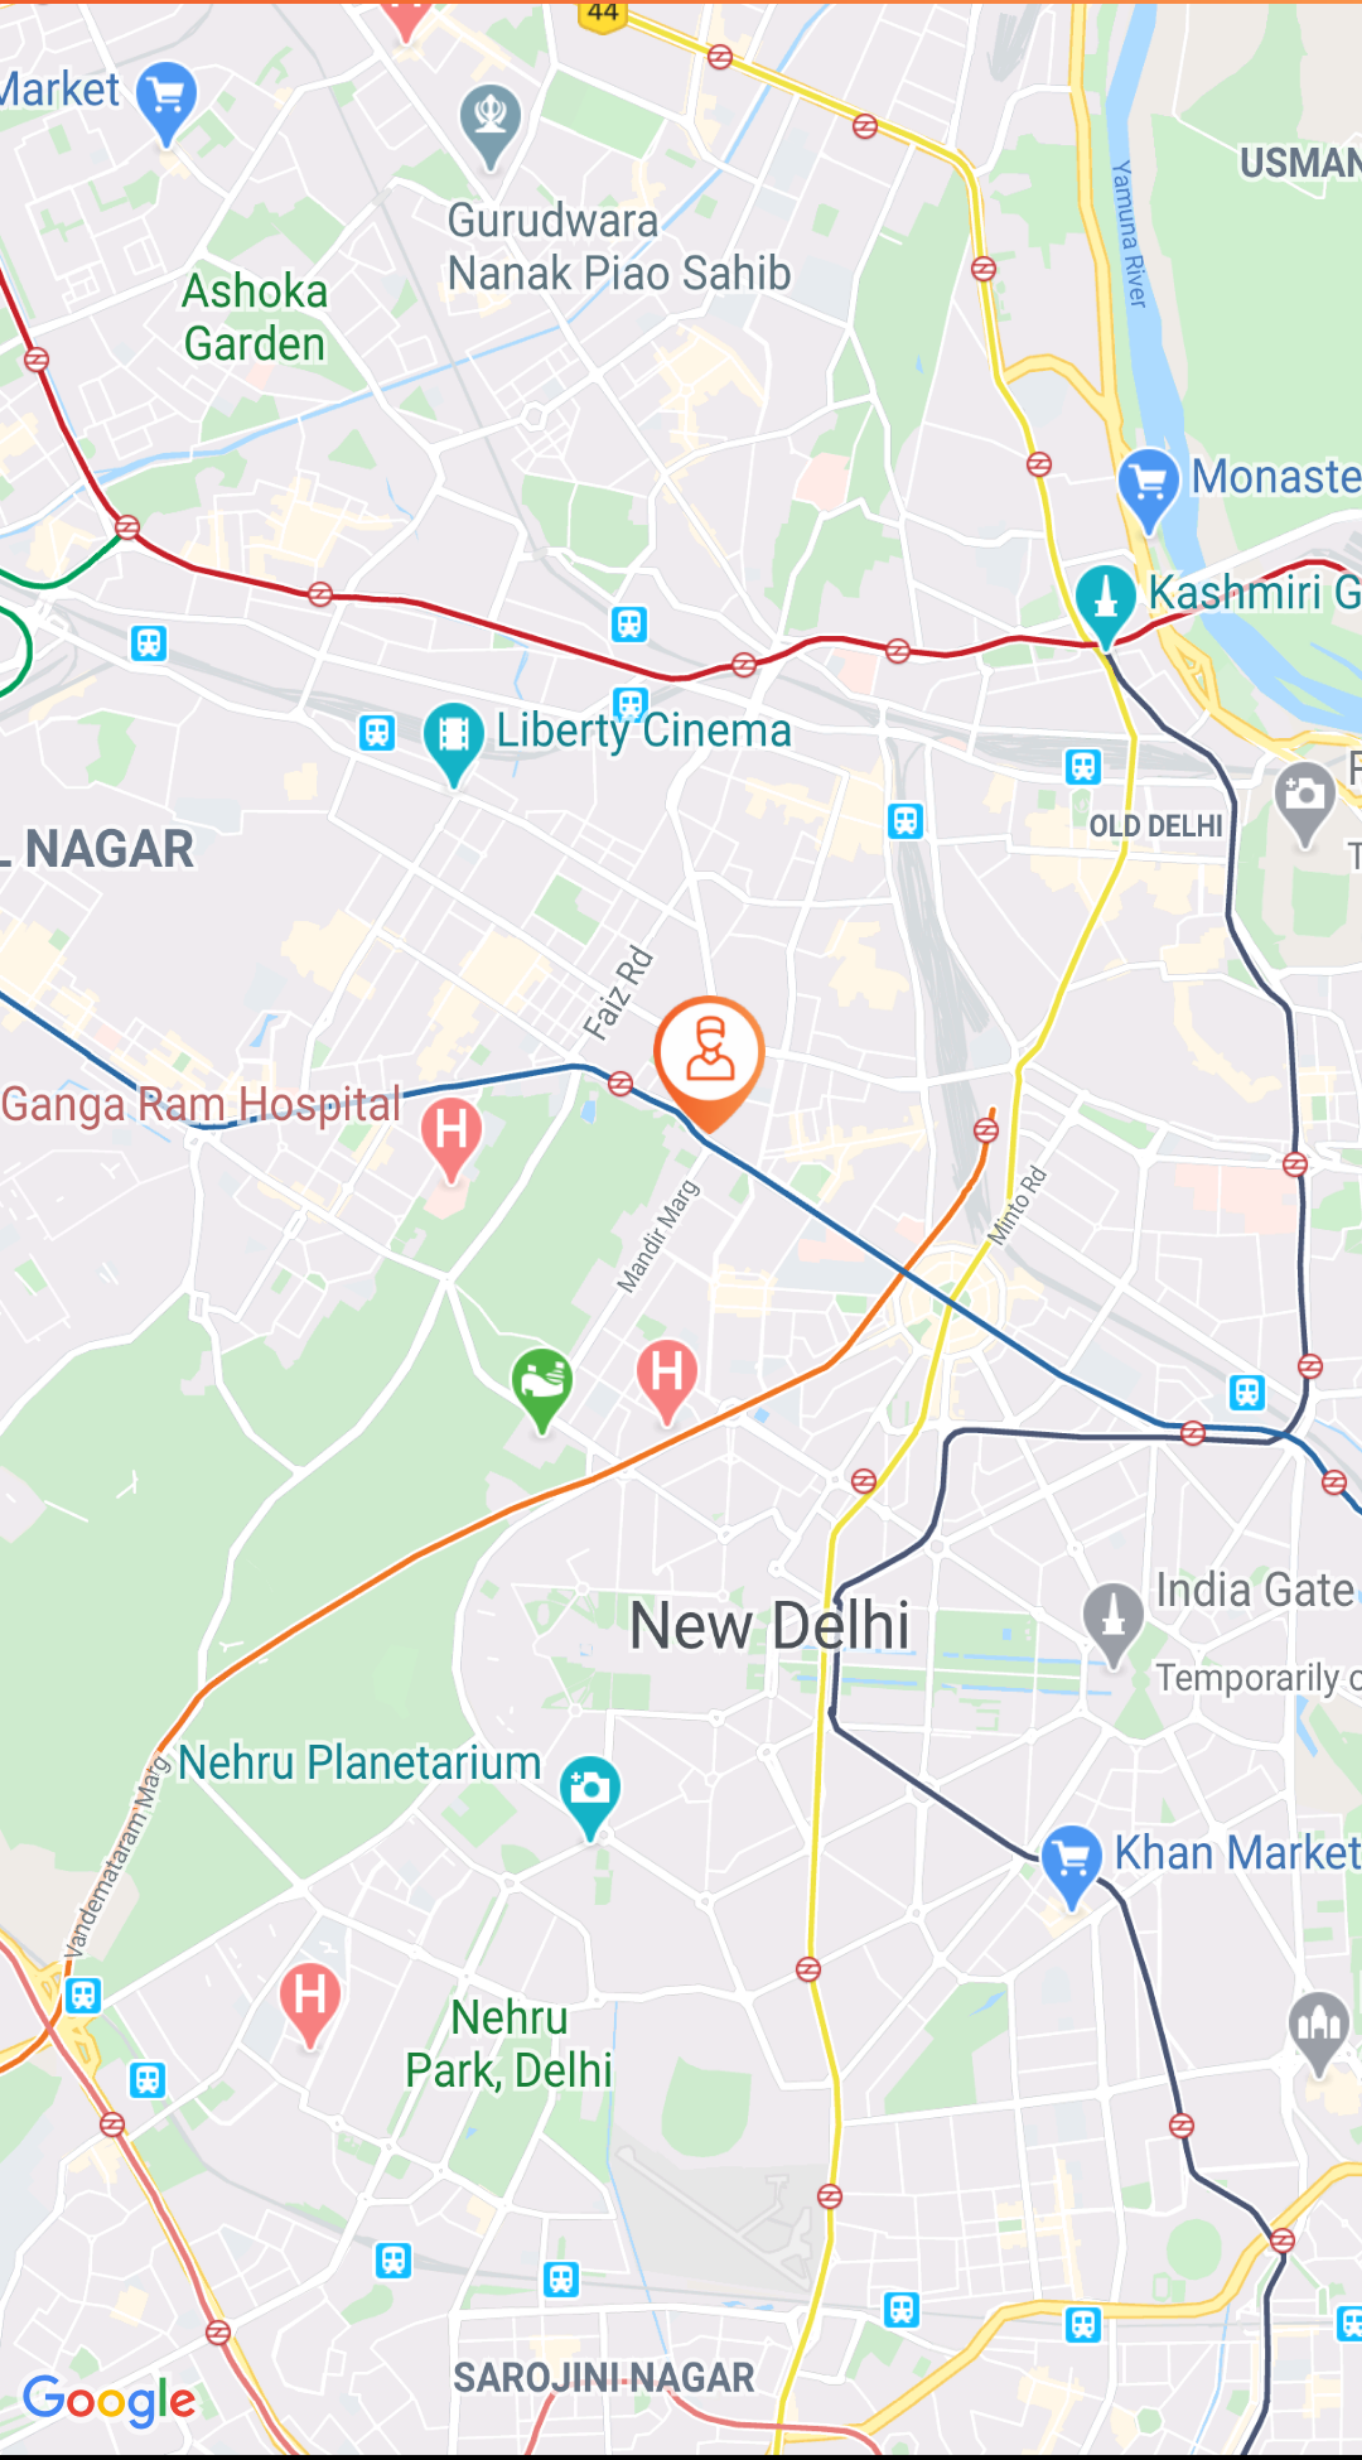 44
Market
USMAN
Yamuna River
Gurudwara
Nanak Piao Sahib
Ashoka
Garden
Monaste
Kashmiri G
Liberty Cinema
OLD DELHI
F
T
L NAGAR
Faiz Rd
Ganga Ram Hospital
H
Mandir Marg
Minto Rd
H
India Gate
New Delhi
Temporarily c
Nehru Planetarium
Vandemataram Marg
Khan Market
H
Nehru
Park, Delhi
SAROJINI NAGAR
Google